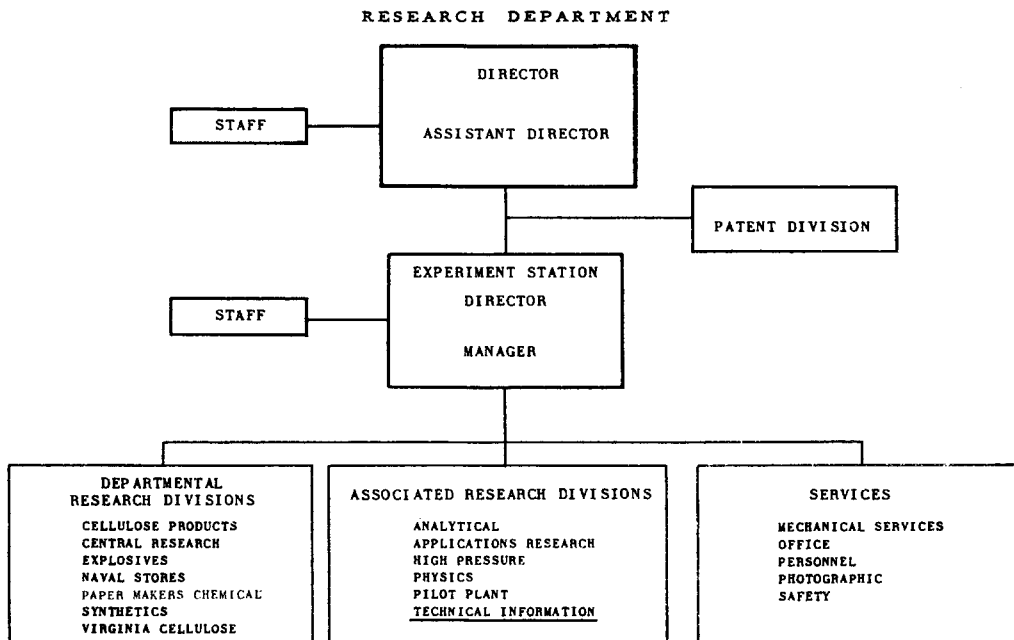 RESEARCH DEPARTMENT
DIRECTOR
ASSISTANT DIRECTOR
STAFF
PATENT DIVISION
EXPERIMENT STATION
DIRECTOR
MANAGER
STAFF
DEPARTMENTAL
RESEARCH DIVISIONS
CELLULOSE PRODUCTS
CENTRAL RESEARCH
EXPLOSIVES
NAVAL STORES
PAPER MAKERS CHEMICAL
SYNTHETICS
VIRGINIA CELLULOSE
ASSOCIATED RESEARCH DIVISIONS
ANALYTICAL
APPLICATIONS RESEARCH
HIGH PRESSURE
PHYSICS
PILOT PLANT
TECHNICAL INFORMATION
SERVICES
MECHANICAL SERVICES
OFFICE
PERSONNEL
PHOTOGRAPHIC
SAFETY